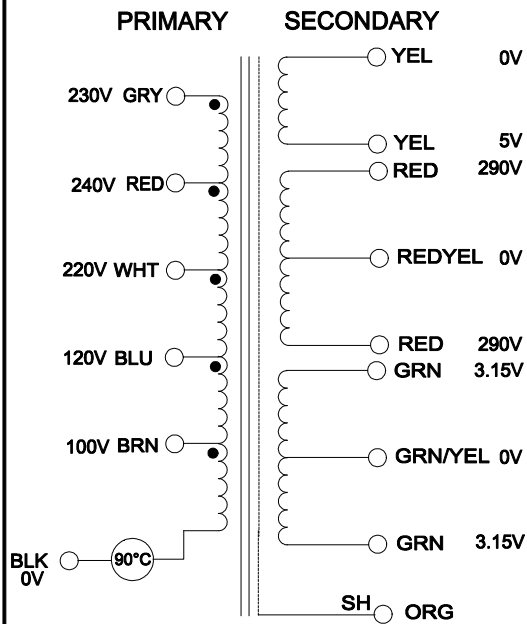 PRIMARY SECONDARY
YEL 0V
230V GRY
YEL 5V
RED 290V
240V RED
REDYEL 0V
220V WHT
RED 290V
120V BLU
GRN 3.15V
100V BRN
GRN/YEL 0V
GRN 3.15V
BLK 90°C
0V
SH ORG